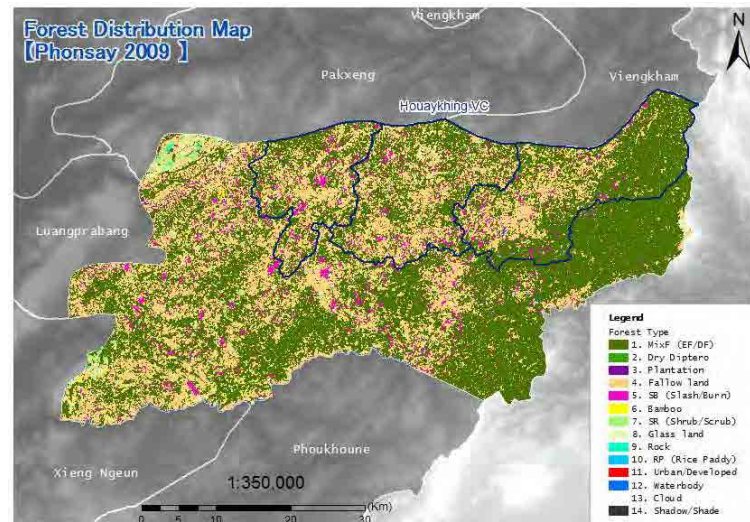 Forest Distribution Map
【Phonsay 2009 】
Viengkham
N
Pakxeng
Viengkham
Houaykhing VC
Luangprabang
Legend
Forest Type
1. MixF (EF/DF)
2. Dry Diptero
3. Plantation
4. Fallow land
5. SB (Slash/Burn)
6. Bamboo
7. SR (Shrub/Scrub)
8. Glass land
9. Rock
10. RP (Rice Paddy)
11. Urban/Developed
12. Waterbody
13. Cloud
14. Shadow/Shade
Phoukhoune
Xieng Ngeun
1:350,000
(Km)
0 5 10 20 30